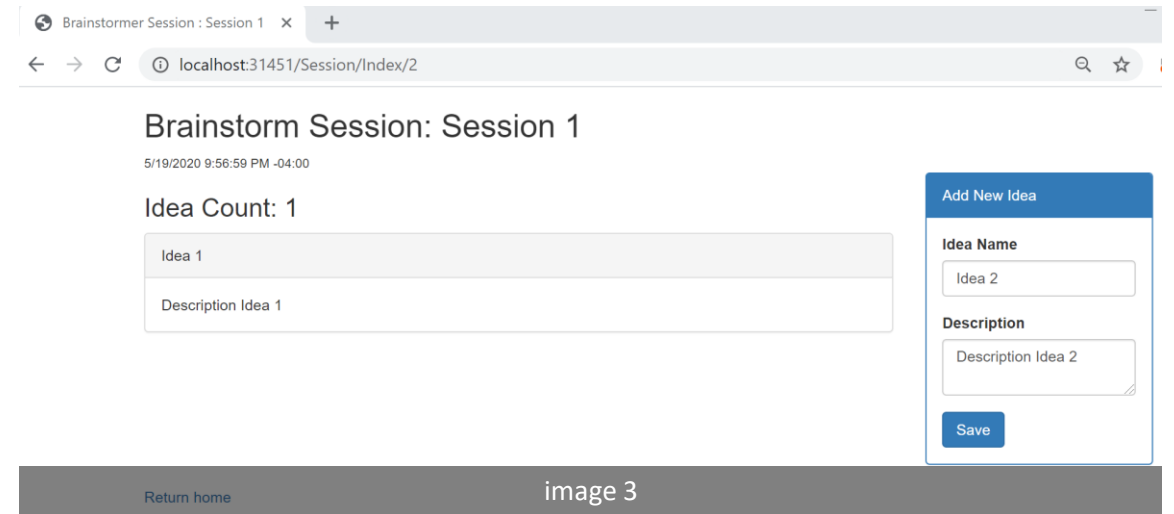 Brainstormer Session : Session 1
localhost:31451/Session/Index/2
Brainstorm Session: Session 1
5/19/2020 9:56:59 PM -04:00
Idea Count: 1
Idea 1
Description Idea 1
Add New Idea
Idea Name
Idea 2
Description
Description Idea 2
Save
Return home
image 3